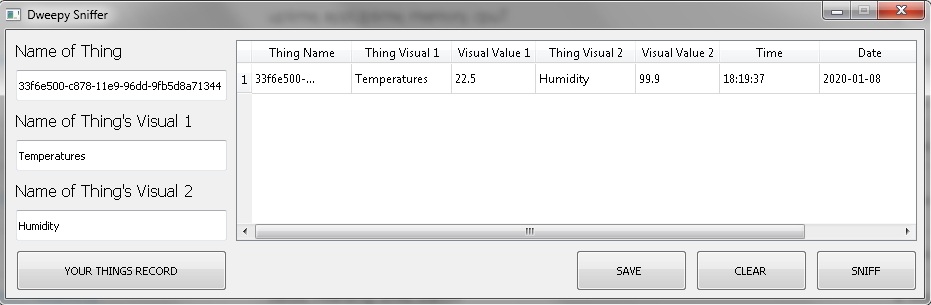 Dweepy Sniffer
Name of Thing
33f6e500-c878-11e9-96dd-9fb5d8a71344
Name of Thing's Visual 1
Temperatures
Name of Thing's Visual 2
Humidity
YOUR THINGS RECORD
Thing Name Thing Visual 1 Visual Value 1 Thing Visual 2 Visual Value 2 Time Date
1 33f6e500-... Temperatures 22.5 Humidity 99.9 18:19:37 2020-01-08
SAVE CLEAR SNIFF